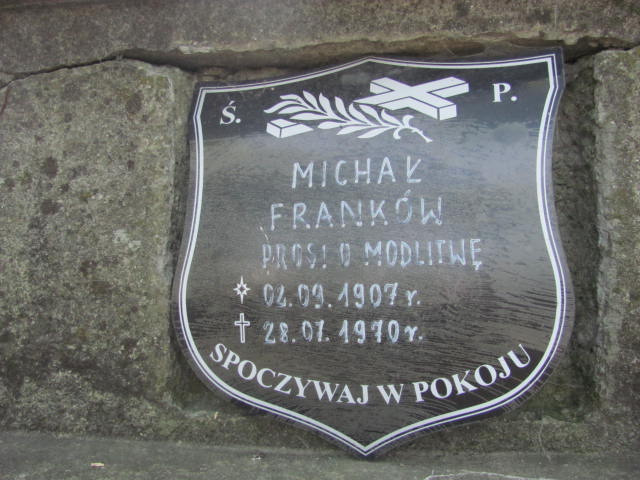 Ś. P.
MICHAŁ
FRANKÓW
PROSI O MODLITWĘ
02.09.1907 r.
28.07.1970 r.
SPOCZYWAJ W POKOJU